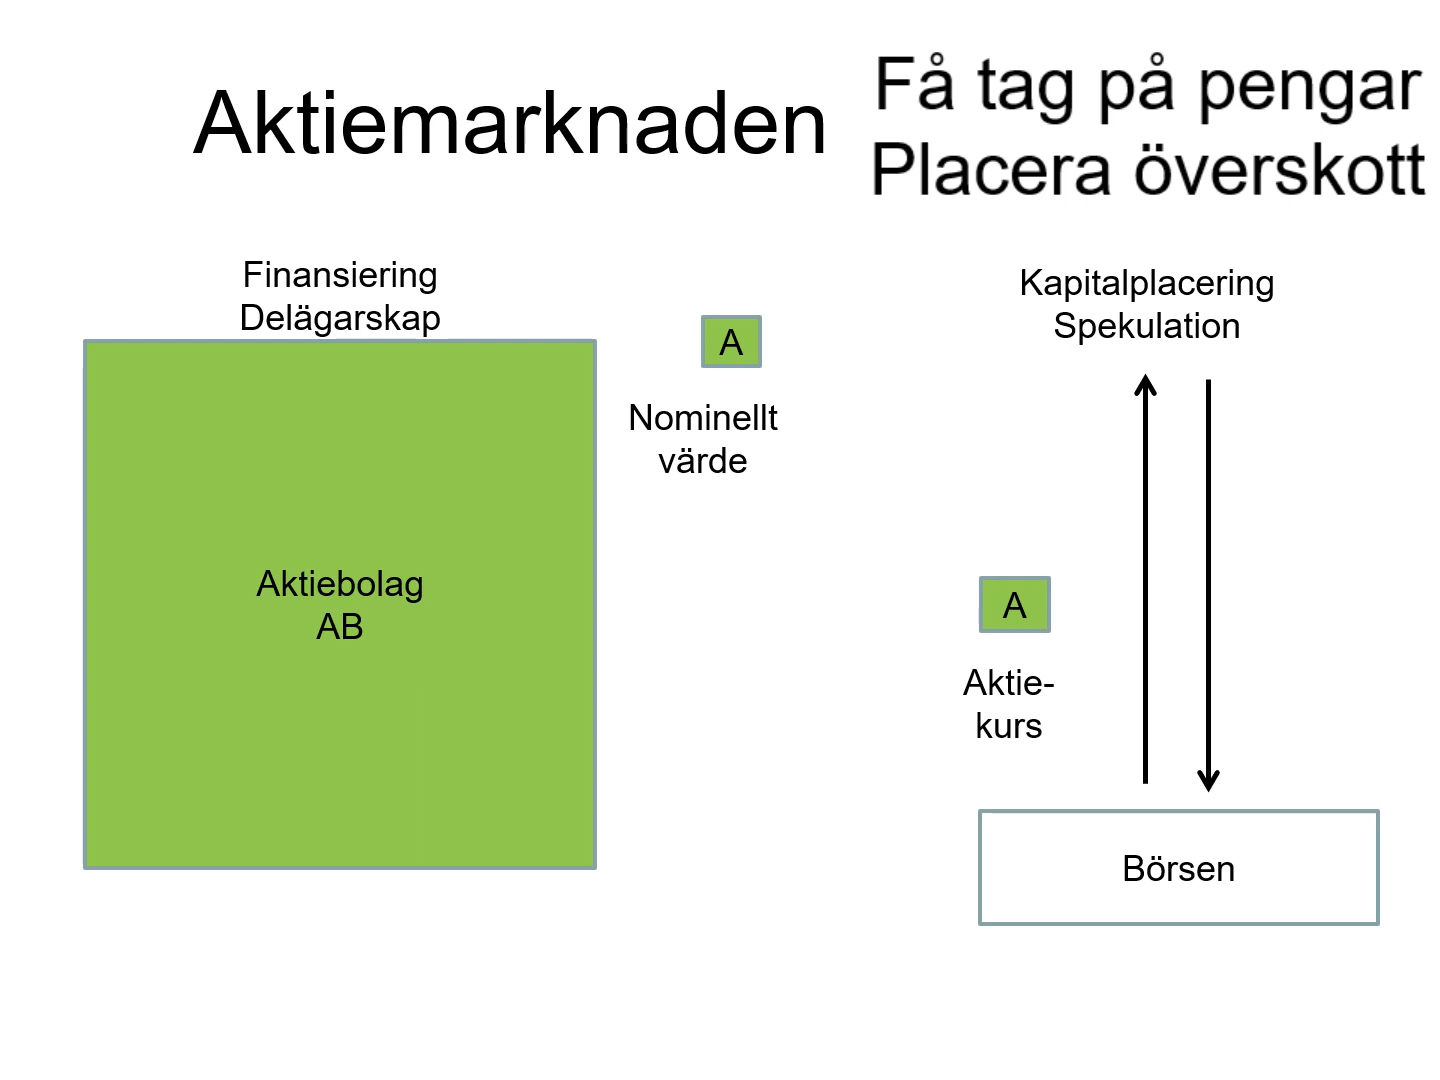 Aktiemarknaden
Få tag på pengar
Placera överskott
Finansiering
Delägarskap
Aktiebolag
AB
A
Nominellt
värde
Kapitalplacering
Spekulation
A
Aktie-
kurs
Börsen